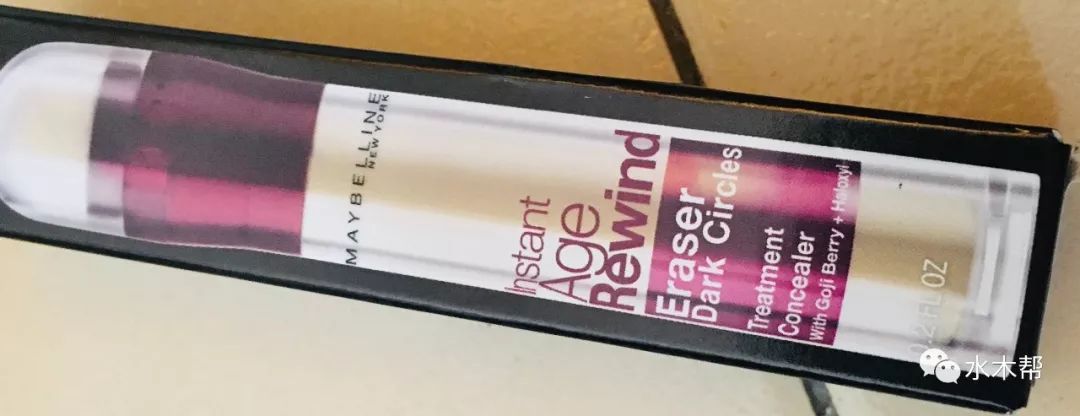 MAYBELLINE
NEW YORK
Instant
Age
Rewind
Eraser
Dark Circles
Treatment
Concealer
With Goji Berry + Haloxyl
0.2 FL OZ
水木帮